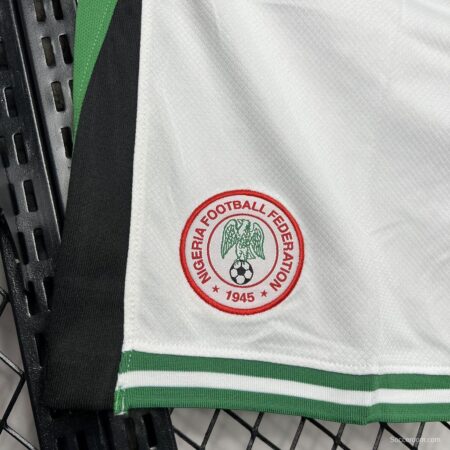 NIGERIA FOOTBALL FEDERATION
★ 1945 ★